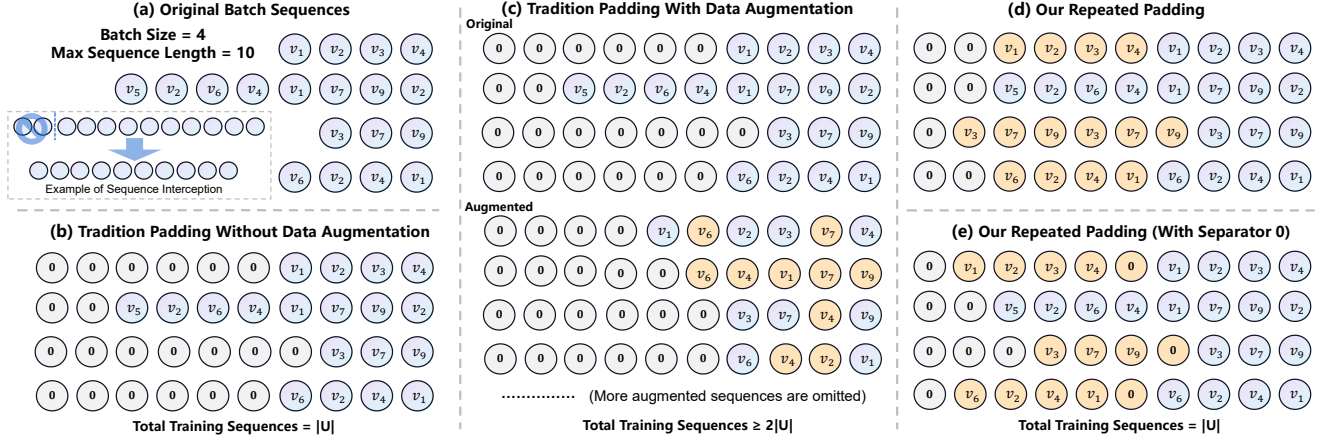 (a) Original Batch Sequences
Batch Size = 4
Max Sequence Length = 10
v₁ v₂ v₃ v₄
v₅ v₂ v₆ v₄ v₁ v₇ v₉ v₂
v₃ v₇ v₉
v₆ v₂ v₄ v₁
Example of Sequence Interception
(b) Tradition Padding Without Data Augmentation
0 0 0 0 0 0 v₁ v₂ v₃ v₄
0 0 v₅ v₂ v₆ v₄ v₁ v₇ v₉ v₂
0 0 0 0 0 0 0 v₃ v₇ v₉
0 0 0 0 0 0 v₆ v₂ v₄ v₁
Total Training Sequences = |U|
(c) Tradition Padding With Data Augmentation
Original
0 0 0 0 0 0 v₁ v₂ v₃ v₄
0 0 v₅ v₂ v₆ v₄ v₁ v₇ v₉ v₂
0 0 0 0 0 0 0 v₃ v₇ v₉
0 0 0 0 0 0 v₆ v₂ v₄ v₁
Augmented
0 0 0 0 v₁ v₆ v₂ v₃ v₇ v₄
0 0 0 0 0 v₆ v₄ v₁ v₇ v₉
0 0 0 0 0 0 v₃ v₇ v₄ v₉
0 0 0 0 0 0 v₆ v₄ v₂ v₁
(More augmented sequences are omitted)
Total Training Sequences ≥ 2|U|
(d) Our Repeated Padding
0 0 v₁ v₂ v₃ v₄ v₁ v₂ v₃ v₄
0 0 v₅ v₂ v₆ v₄ v₁ v₇ v₉ v₂
0 v₃ v₇ v₉ v₃ v₇ v₉ v₃ v₇ v₉
0 0 v₆ v₂ v₄ v₁ v₆ v₂ v₄ v₁
(e) Our Repeated Padding (With Separator 0)
0 v₁ v₂ v₃ v₄ 0 v₁ v₂ v₃ v₄
0 0 v₅ v₂ v₆ v₄ v₁ v₇ v₉ v₂
0 0 0 v₃ v₇ v₉ 0 v₃ v₇ v₉
0 v₆ v₂ v₄ v₁ 0 v₆ v₂ v₄ v₁
Total Training Sequences = |U|